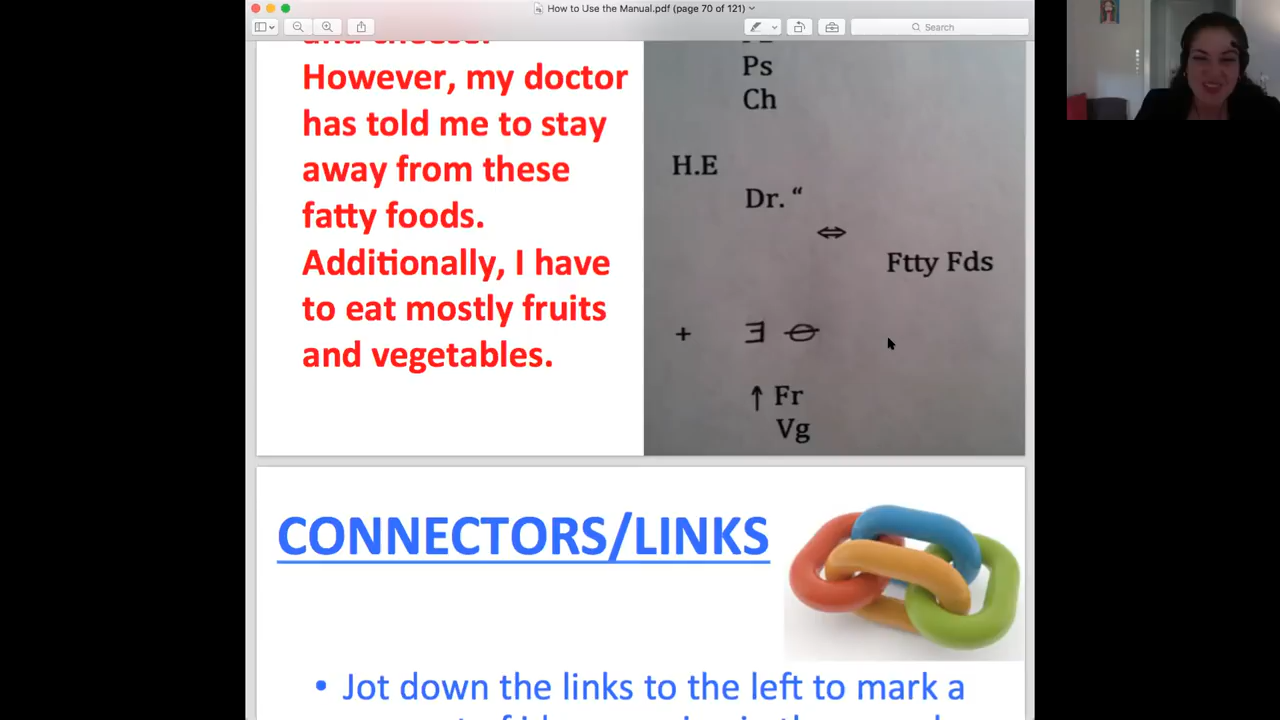 How to Use the Manual.pdf (page 70 of 121)
Search
and cheese.
However, my doctor
has told me to stay
away from these
fatty foods.
Additionally, I have
to eat mostly fruits
and vegetables.
Ps
Ch
H.E
Dr. “
⇔
Ftty Fds
+ ∃ ⊖
↑ Fr
Vg
CONNECTORS/LINKS
• Jot down the links to the left to mark a